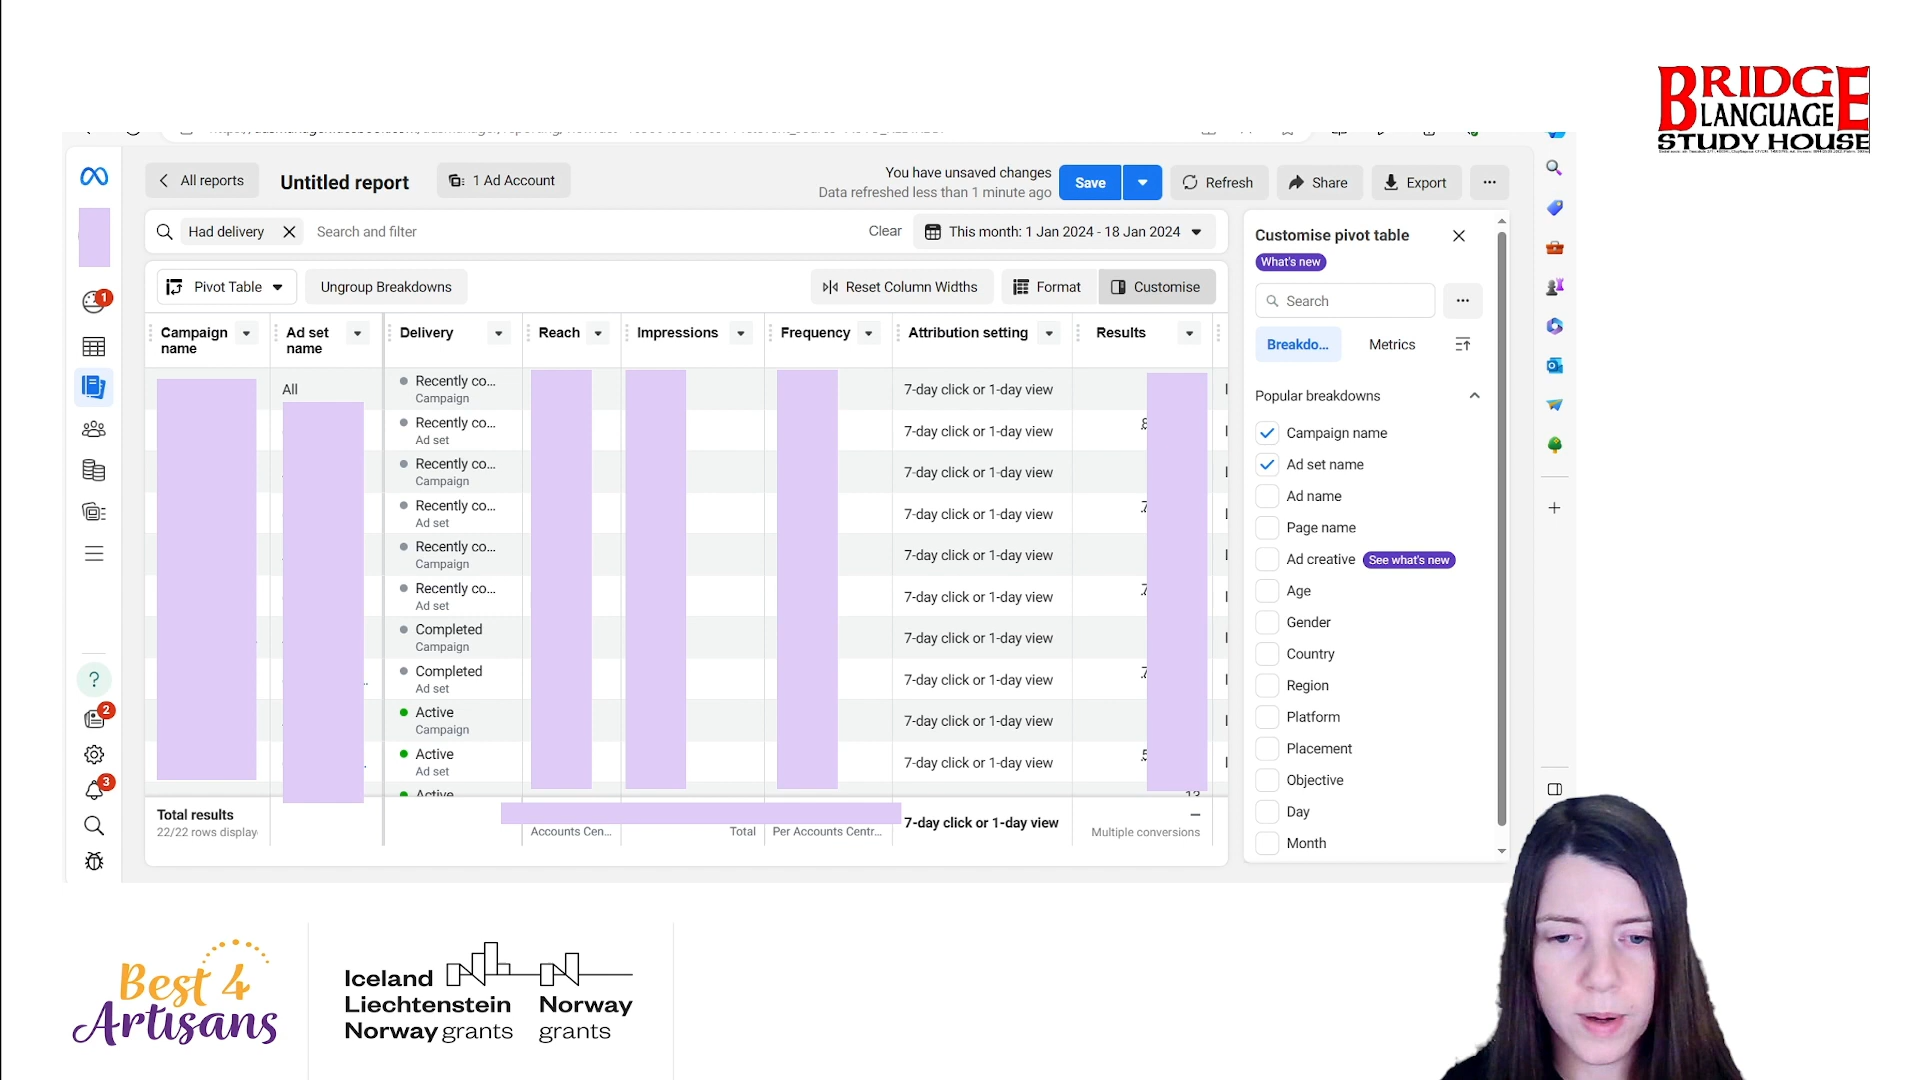 BRIDGE
LANGUAGE
STUDY HOUSE
All reports
Untitled report
1 Ad Account
You have unsaved changes
Data refreshed less than 1 minute ago
Save
Refresh
Share
Export
Had delivery
Search and filter
Clear
This month: 1 Jan 2024 - 18 Jan 2024
Pivot Table
Ungroup Breakdowns
Reset Column Widths
Format
Customise
Campaign name
Ad set name
Delivery
Reach
Impressions
Frequency
Attribution setting
Results
All
Recently co...
Campaign
7-day click or 1-day view
Recently co...
Ad set
7-day click or 1-day view
Recently co...
Campaign
7-day click or 1-day view
Recently co...
Ad set
7-day click or 1-day view
Recently co...
Campaign
7-day click or 1-day view
Recently co...
Ad set
7-day click or 1-day view
Completed
Campaign
7-day click or 1-day view
Completed
Ad set
7-day click or 1-day view
Active
Campaign
7-day click or 1-day view
Active
Ad set
7-day click or 1-day view
Active
Total results
22/22 rows display
Accounts Cen...
Total
Per Accounts Centr...
7-day click or 1-day view
—
Multiple conversions
Customise pivot table
What's new
Search
Breakdo...
Metrics
Popular breakdowns
Campaign name
Ad set name
Ad name
Page name
Ad creative
See what's new
Age
Gender
Country
Region
Platform
Placement
Objective
Day
Month
1
2
3
Best 4
Artisans
Iceland
Liechtenstein
Norway grants
Norway
grants